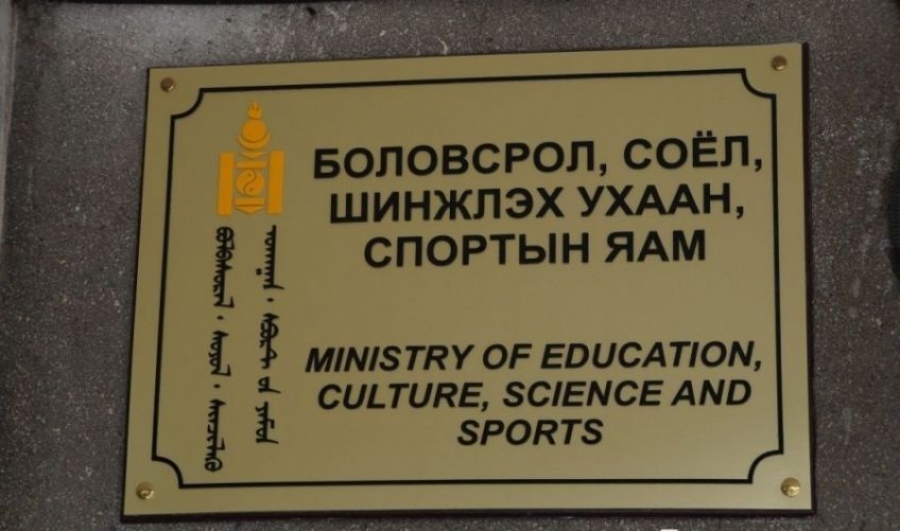 БОЛОВСРОЛ, СОЁЛ,
ШИНЖЛЭХ УХААН,
СПОРТЫН ЯАМ
MINISTRY OF EDUCATION,
CULTURE, SCIENCE AND
SPORTS